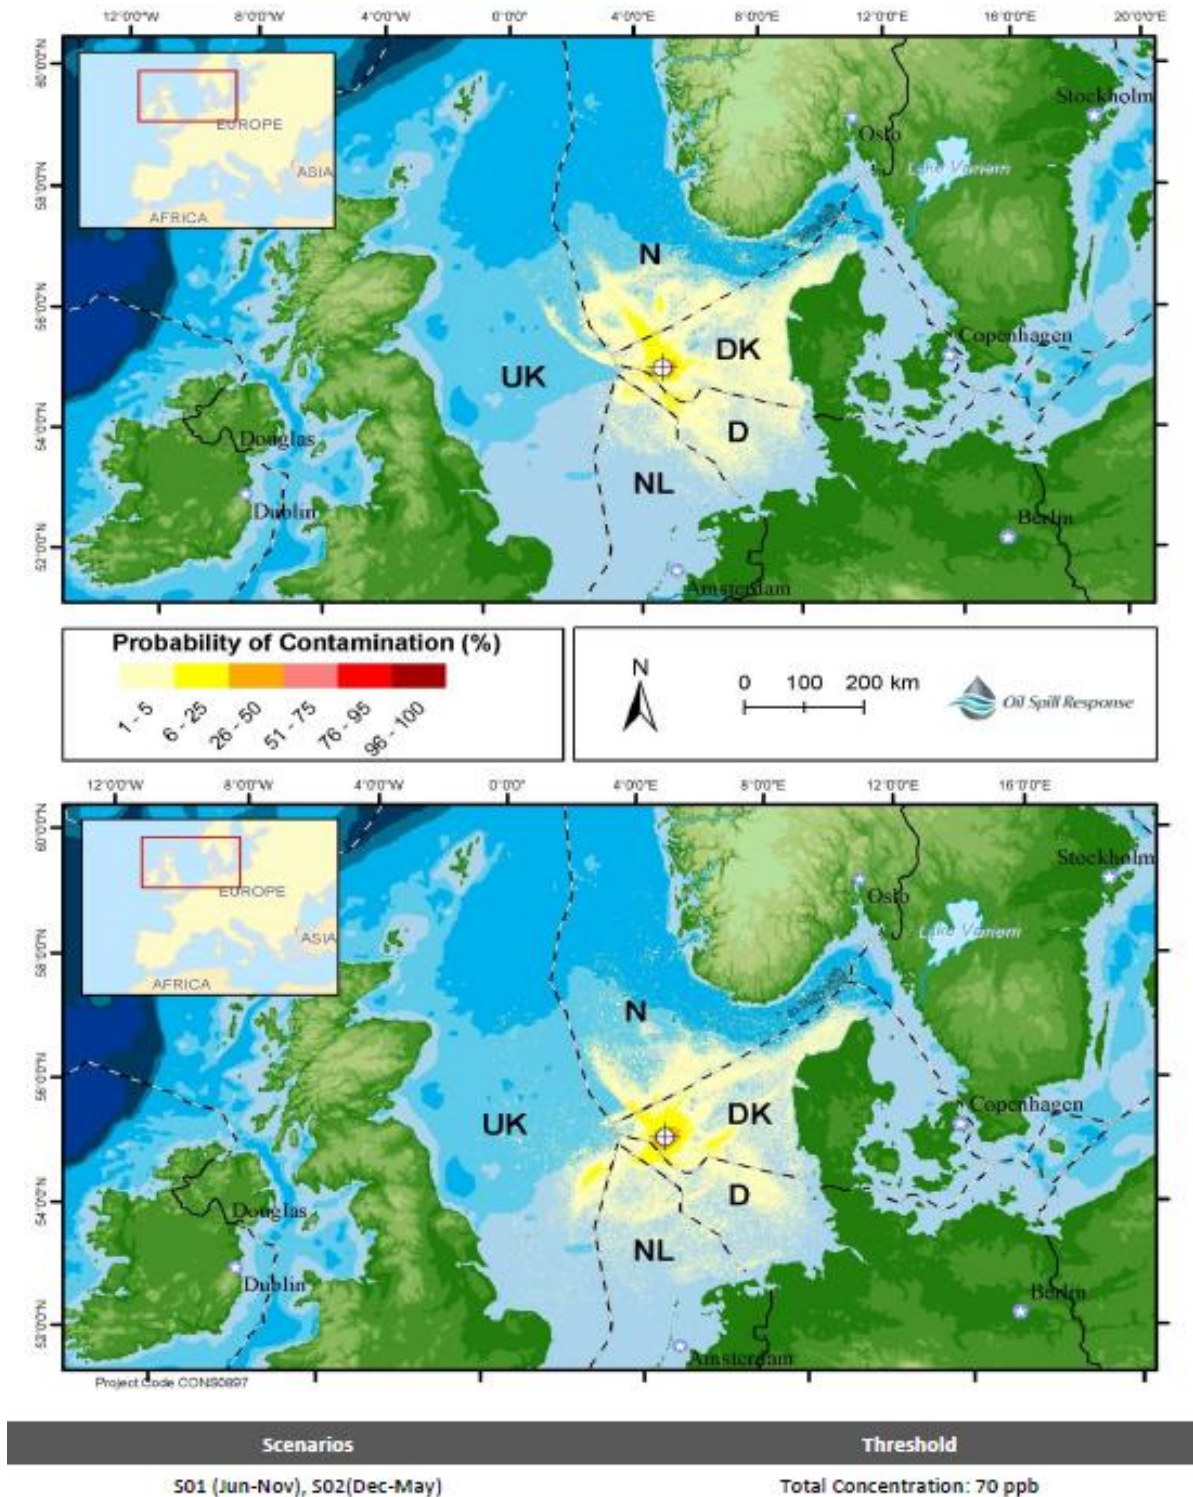 12°0'0"W 8°0'0"W 4°0'0"W 0°0'0" 4°0'0"E 8°0'0"E 12°0'0"E 16°0'0"E 20°0'0"E
60°0'0"N
58°0'0"N
56°0'0"N
54°0'0"N
52°0'0"N
EUROPE
ASIA
AFRICA
Stockholm
Oslo
Lake Vanern
N
Copenhagen
DK
UK
D
Douglas
NL
Dublin
Berlin
Amsterdam
Probability of Contamination (%)
1 - 5
6 - 25
26 - 50
51 - 75
76 - 95
96 - 100
N
0 100 200 km
Oil Spill Response
12°0'0"W 8°0'0"W 4°0'0"W 0°0'0" 4°0'0"E 8°0'0"E 12°0'0"E 16°0'0"E
60°0'0"N
58°0'0"N
56°0'0"N
54°0'0"N
EUROPE
ASIA
AFRICA
Stockholm
Oslo
Lake Vanern
N
Copenhagen
DK
UK
D
Douglas
NL
Dublin
Berlin
Amsterdam
Project Code CONS0897
Scenarios Threshold
S01 (Jun-Nov), S02(Dec-May) Total Concentration: 70 ppb